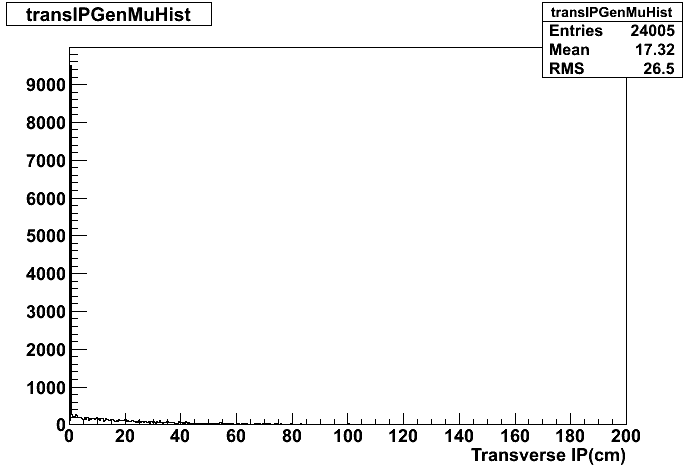 transIPGenMuHist
transIPGenMuHist
Entries 24005
Mean 17.32
RMS 26.5
9000
8000
7000
6000
5000
4000
3000
2000
1000
0
0 20 40 60 80 100 120 140 160 180 200
Transverse IP(cm)